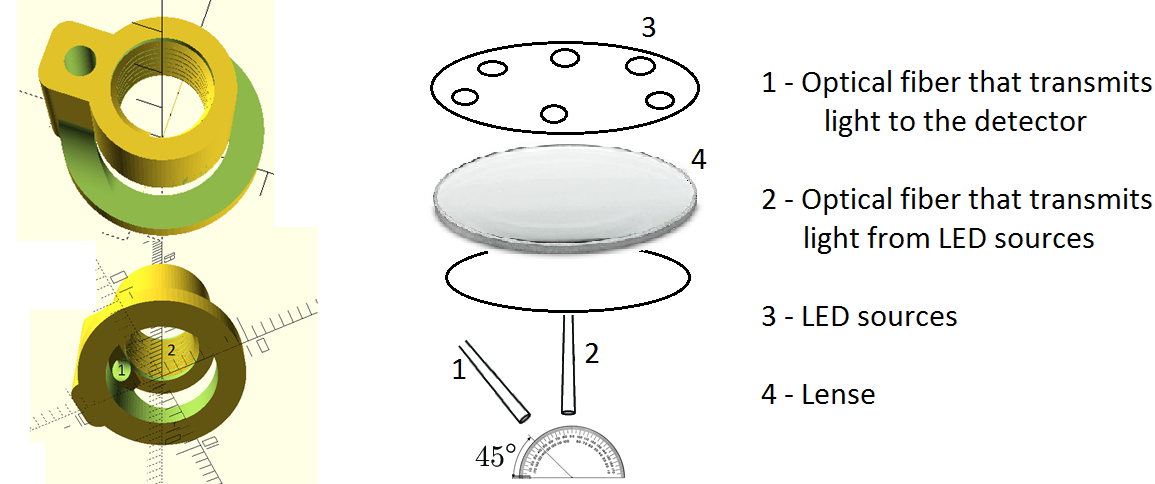 3
1 - Optical fiber that transmits
light to the detector
4
2 - Optical fiber that transmits
light from LED sources
3 - LED sources
2
1
1
2
4 - Lense
45°